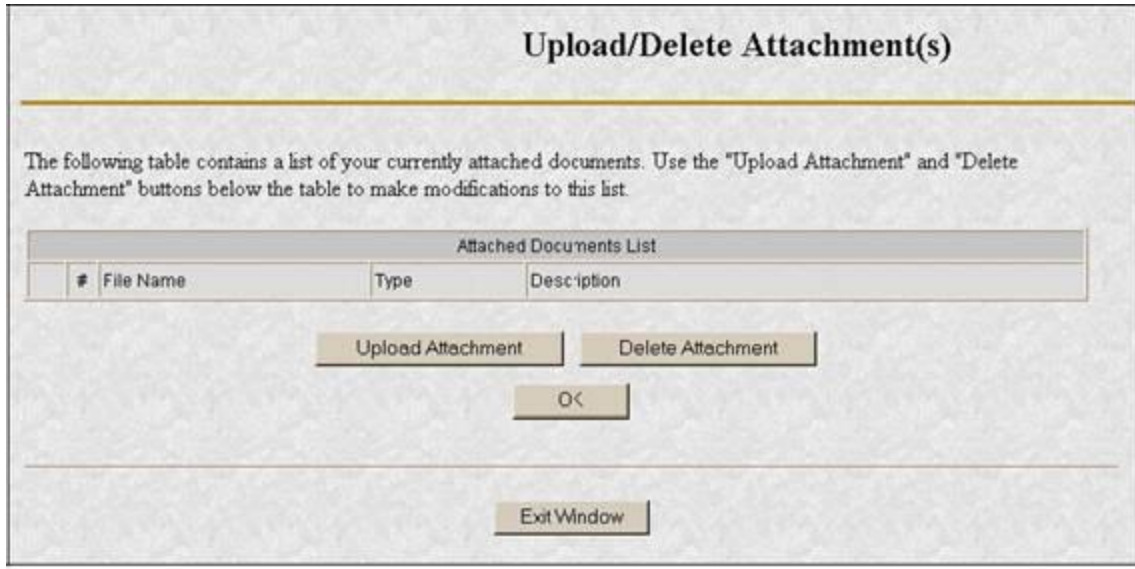 Upload/Delete Attachment(s)
The following table contains a list of your currently attached documents. Use the "Upload Attachment" and "Delete
Attachment" buttons below the table to make modifications to this list.
Attached Documents List
# File Name Type Description
Upload Attachment Delete Attachment
OK
Exit Window